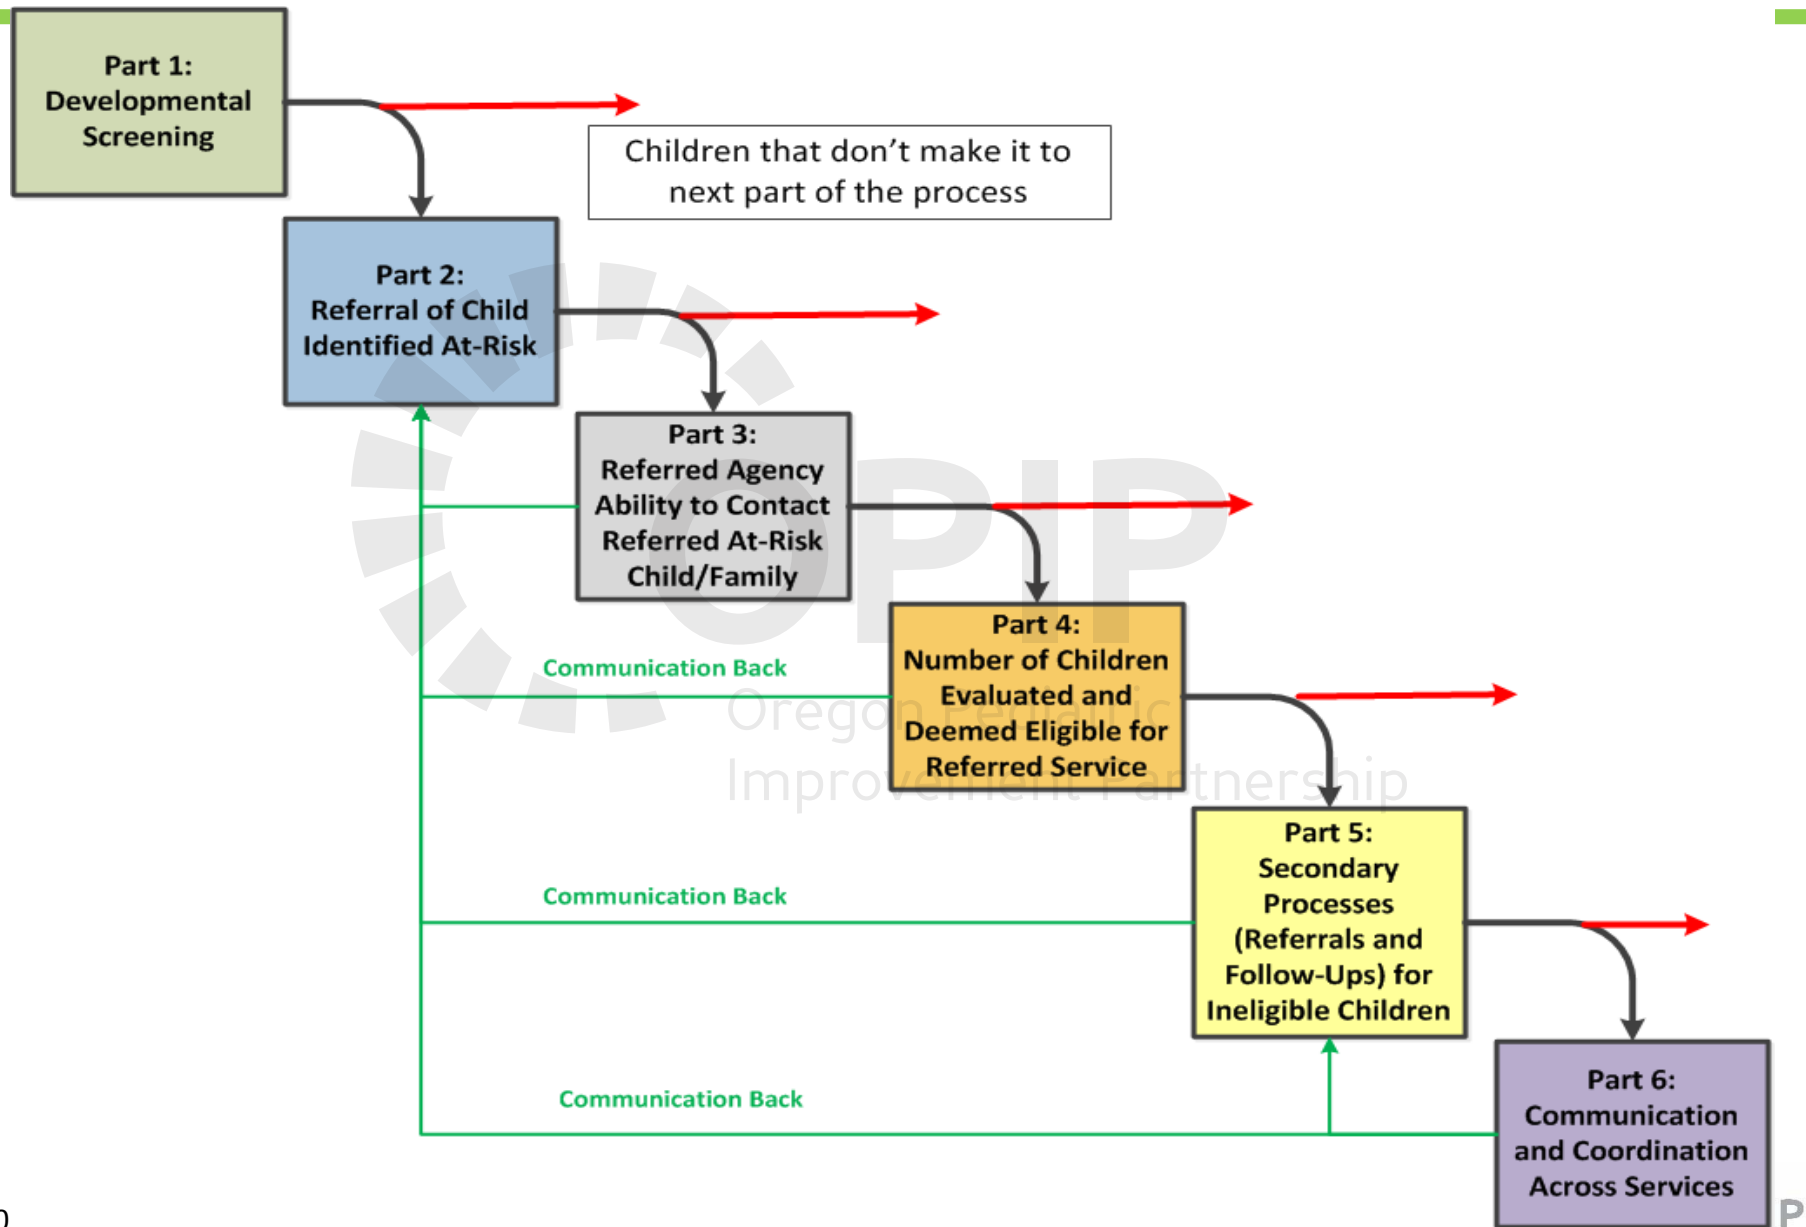 Part 1:
Developmental
Screening
Children that don’t make it to
next part of the process
Part 2:
Referral of Child
Identified At-Risk
Part 3:
Referred Agency
Ability to Contact
Referred At-Risk
Child/Family
OPIP
Oregon Pediatric
Improvement Partnership
Part 4:
Number of Children
Evaluated and
Deemed Eligible for
Referred Service
Communication Back
Part 5:
Secondary
Processes
(Referrals and
Follow-Ups) for
Ineligible Children
Communication Back
Part 6:
Communication
and Coordination
Across Services
Communication Back
P